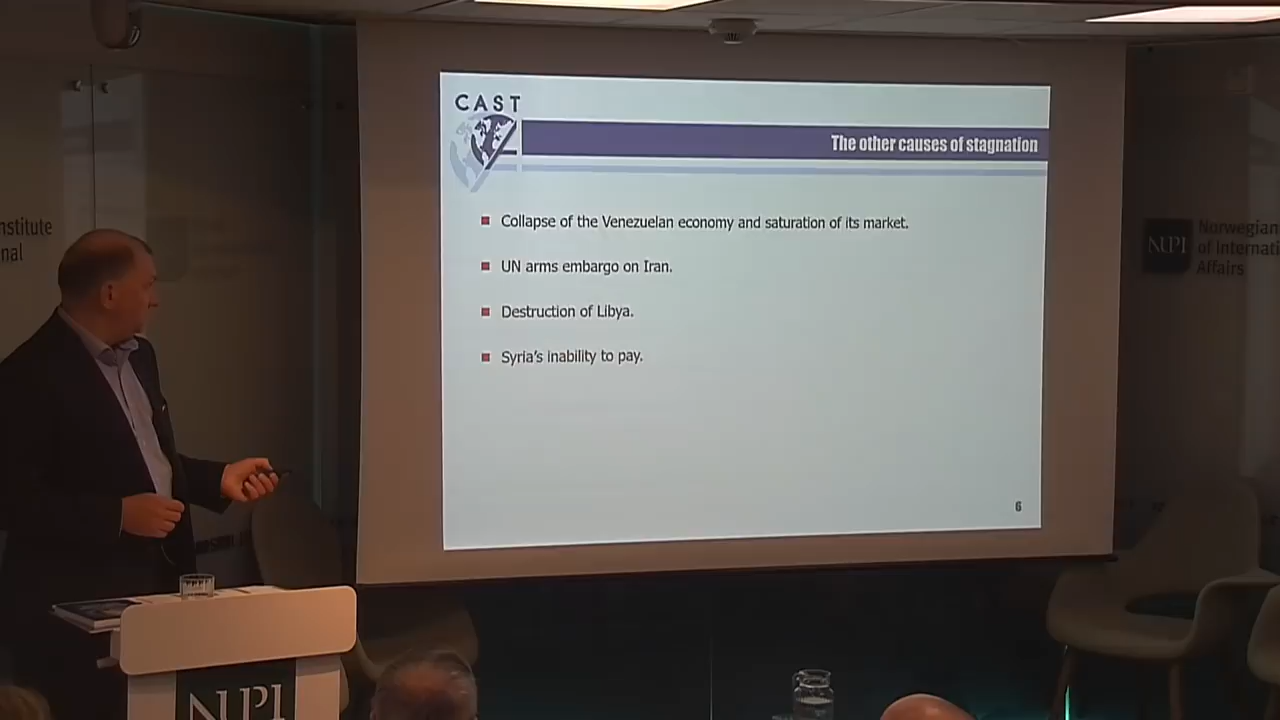 CAST
The other causes of stagnation
Collapse of the Venezuelan economy and saturation of its market.
UN arms embargo on Iran.
Destruction of Libya.
Syria's inability to pay.
6
nstitute
nal
NUPI
Norwegian
of Internati
Affairs
NUPI